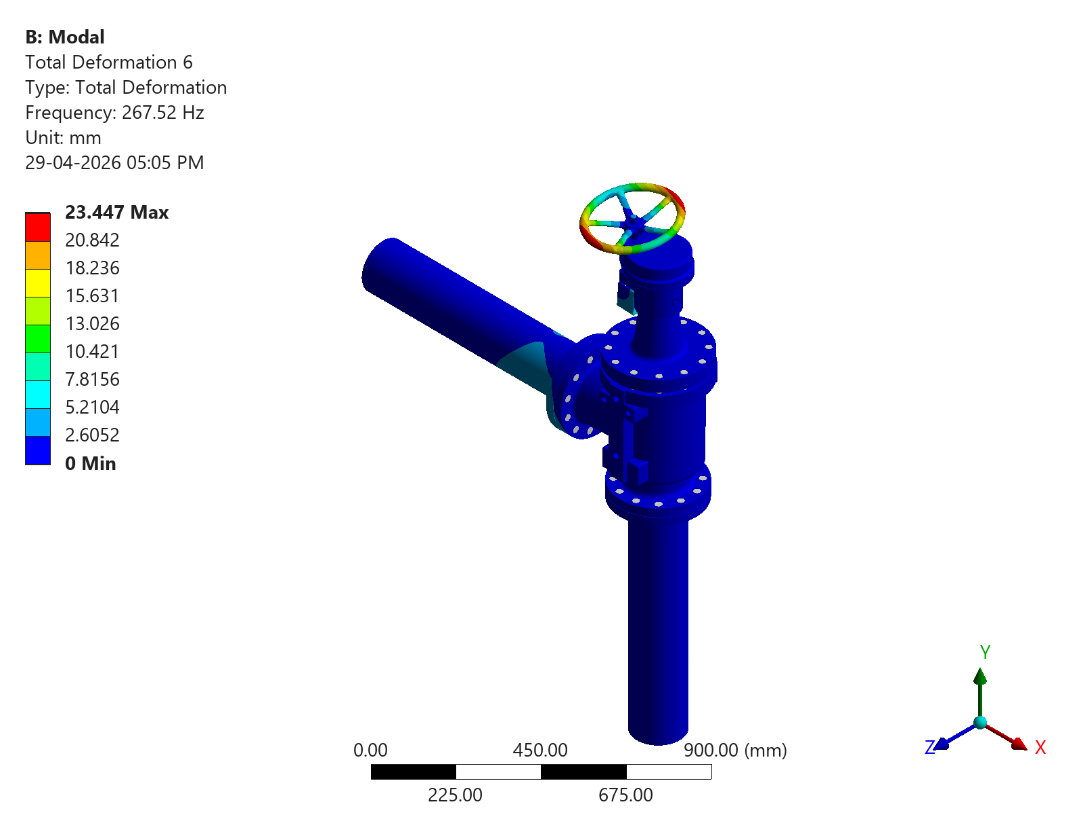 B: Modal
Total Deformation 6
Type: Total Deformation
Frequency: 267.52 Hz
Unit: mm
29-04-2026 05:05 PM
23.447 Max
20.842
18.236
15.631
13.026
10.421
7.8156
5.2104
2.6052
0 Min
Y
Z X
0.00 450.00 900.00 (mm)
225.00 675.00